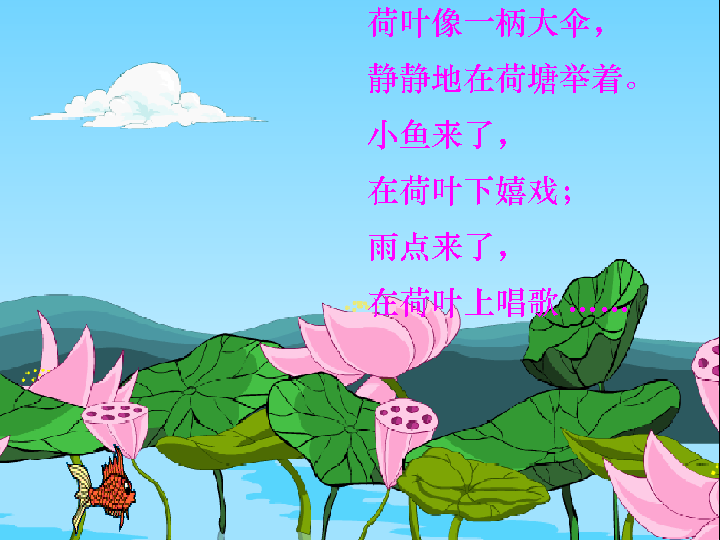 荷叶像一柄大伞，
静静地在荷塘举着。
小鱼来了，
在荷叶下嬉戏；
雨点来了，
在荷叶上唱歌……